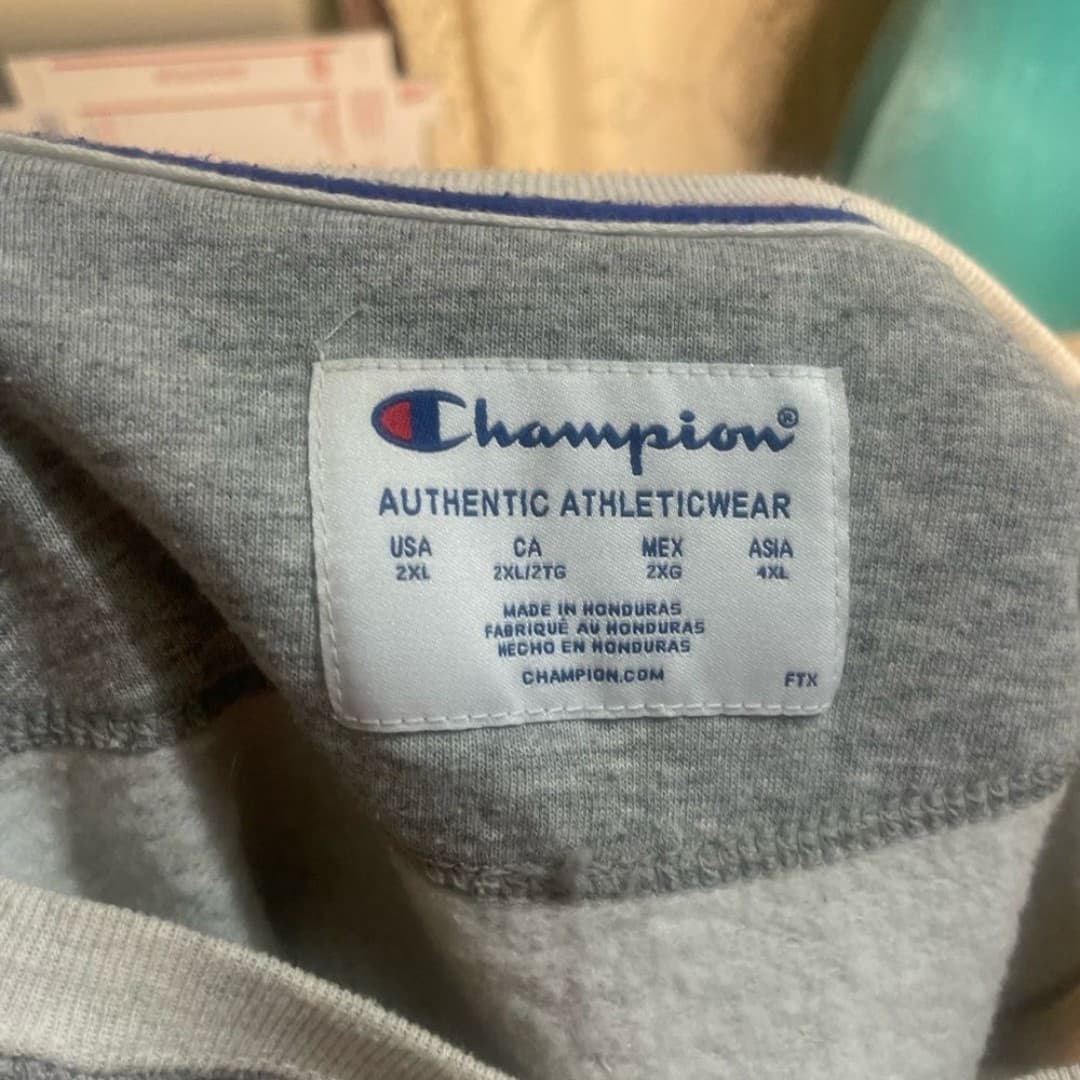 Champion®
AUTHENTIC ATHLETICWEAR
USA CA MEX ASIA
2XL 2XL/2TG 2XG 4XL
MADE IN HONDURAS
FABRIQUÉ AU HONDURAS
HECHO EN HONDURAS
CHAMPION.COM
FTX